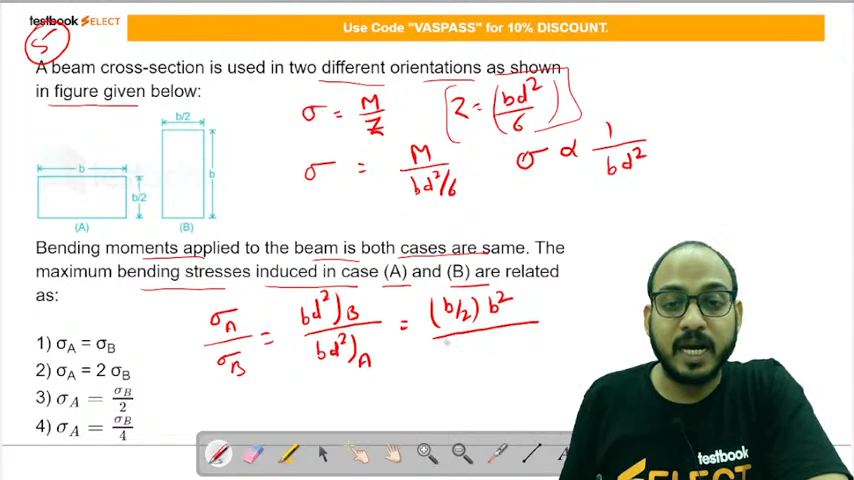 testbook SELECT
Use Code "VASPASS" for 10% DISCOUNT.
5
A beam cross-section is used in two different orientations as shown
in figure given below:
σ = M/Z Z = (bd²/6)
σ = M/(bd²/6) σ ∝ 1/bd²
b b/2
b/2 b
(A) (B)
Bending moments applied to the beam is both cases are same. The
maximum bending stresses induced in case (A) and (B) are related
as:
σA/σB = bd²)B / bd²)A = (b/2) b²
1) σA = σB
2) σA = 2 σB
3) σA = σB/2
4) σA = σB/4
testbook
SELECT